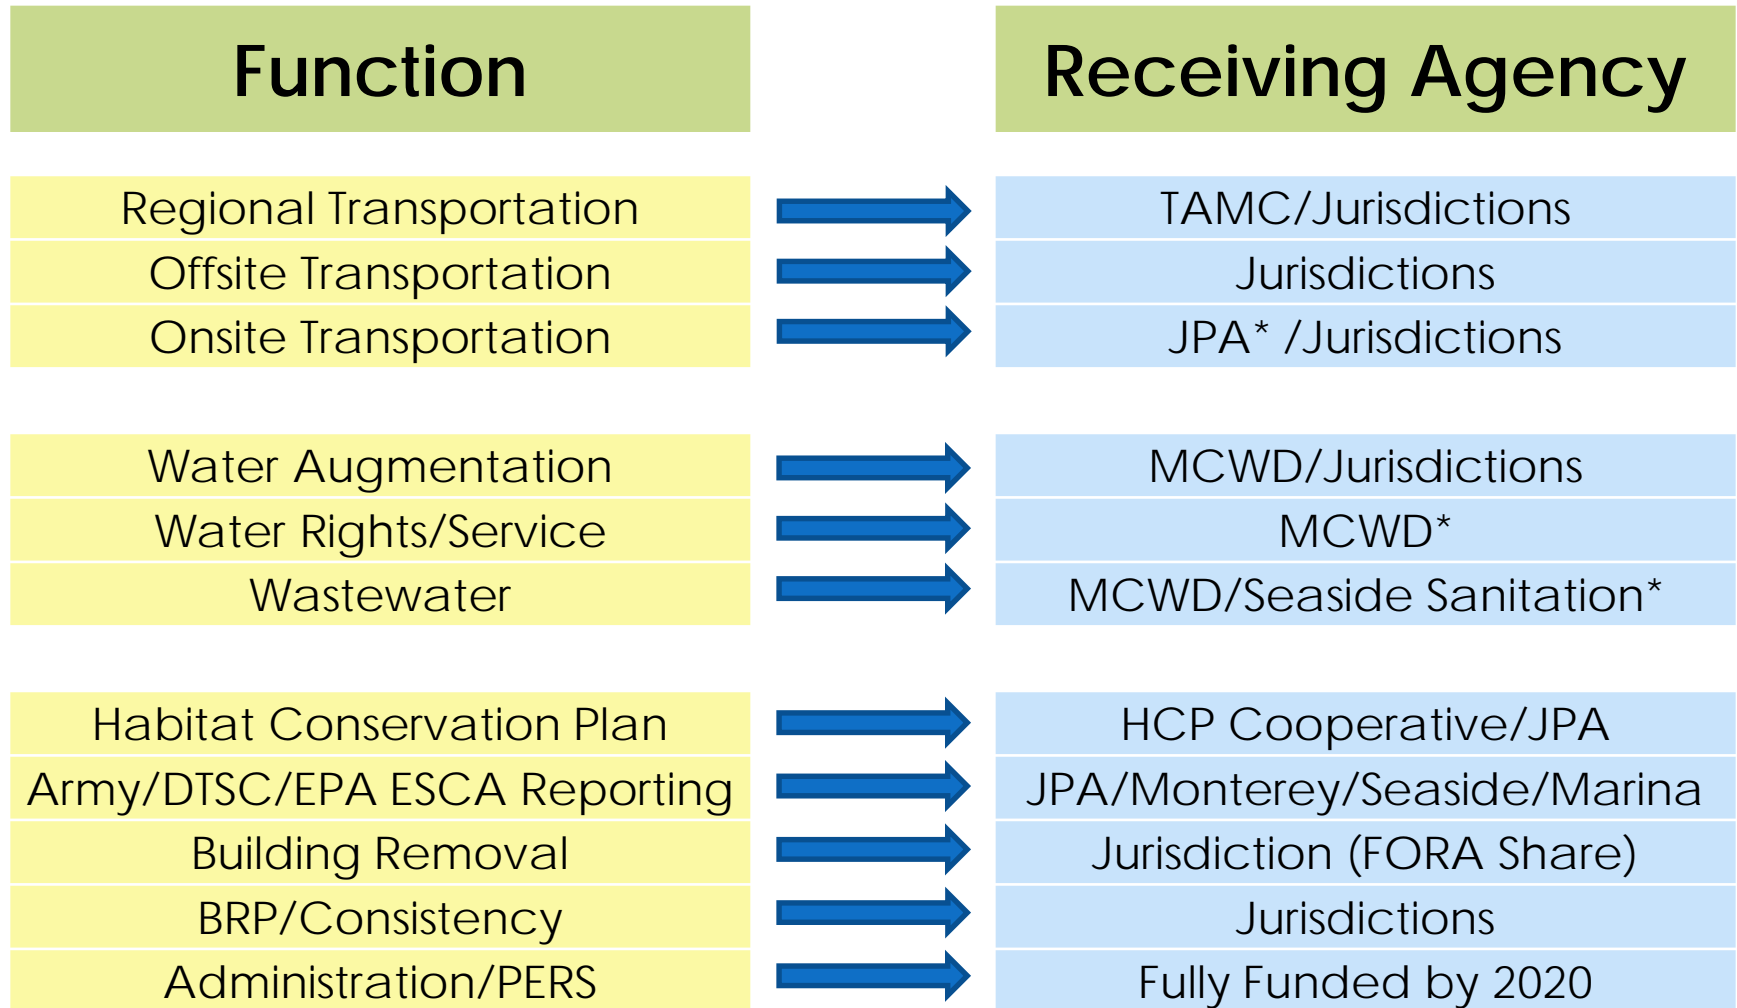 Function Receiving Agency
Regional Transportation TAMC/Jurisdictions
Offsite Transportation Jurisdictions
Onsite Transportation JPA* /Jurisdictions
Water Augmentation MCWD/Jurisdictions
Water Rights/Service MCWD*
Wastewater MCWD/Seaside Sanitation*
Habitat Conservation Plan HCP Cooperative/JPA
Army/DTSC/EPA ESCA Reporting JPA/Monterey/Seaside/Marina
Building Removal Jurisdiction (FORA Share)
BRP/Consistency Jurisdictions
Administration/PERS Fully Funded by 2020